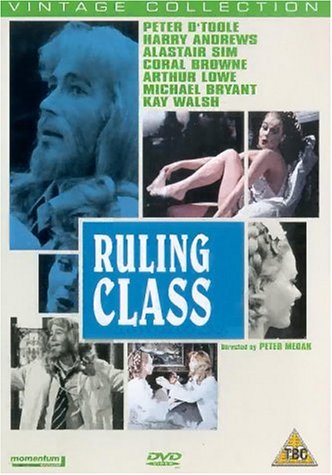 VINTAGE COLLECTION
PETER O'TOOLE
HARRY ANDREWS
ALASTAIR SIM
CORAL BROWNE
ARTHUR LOWE
MICHAEL BRYANT
KAY WALSH
RULING
CLASS
Directed by PETER MEDAK
momentum
DVD
VIDEO
TBC